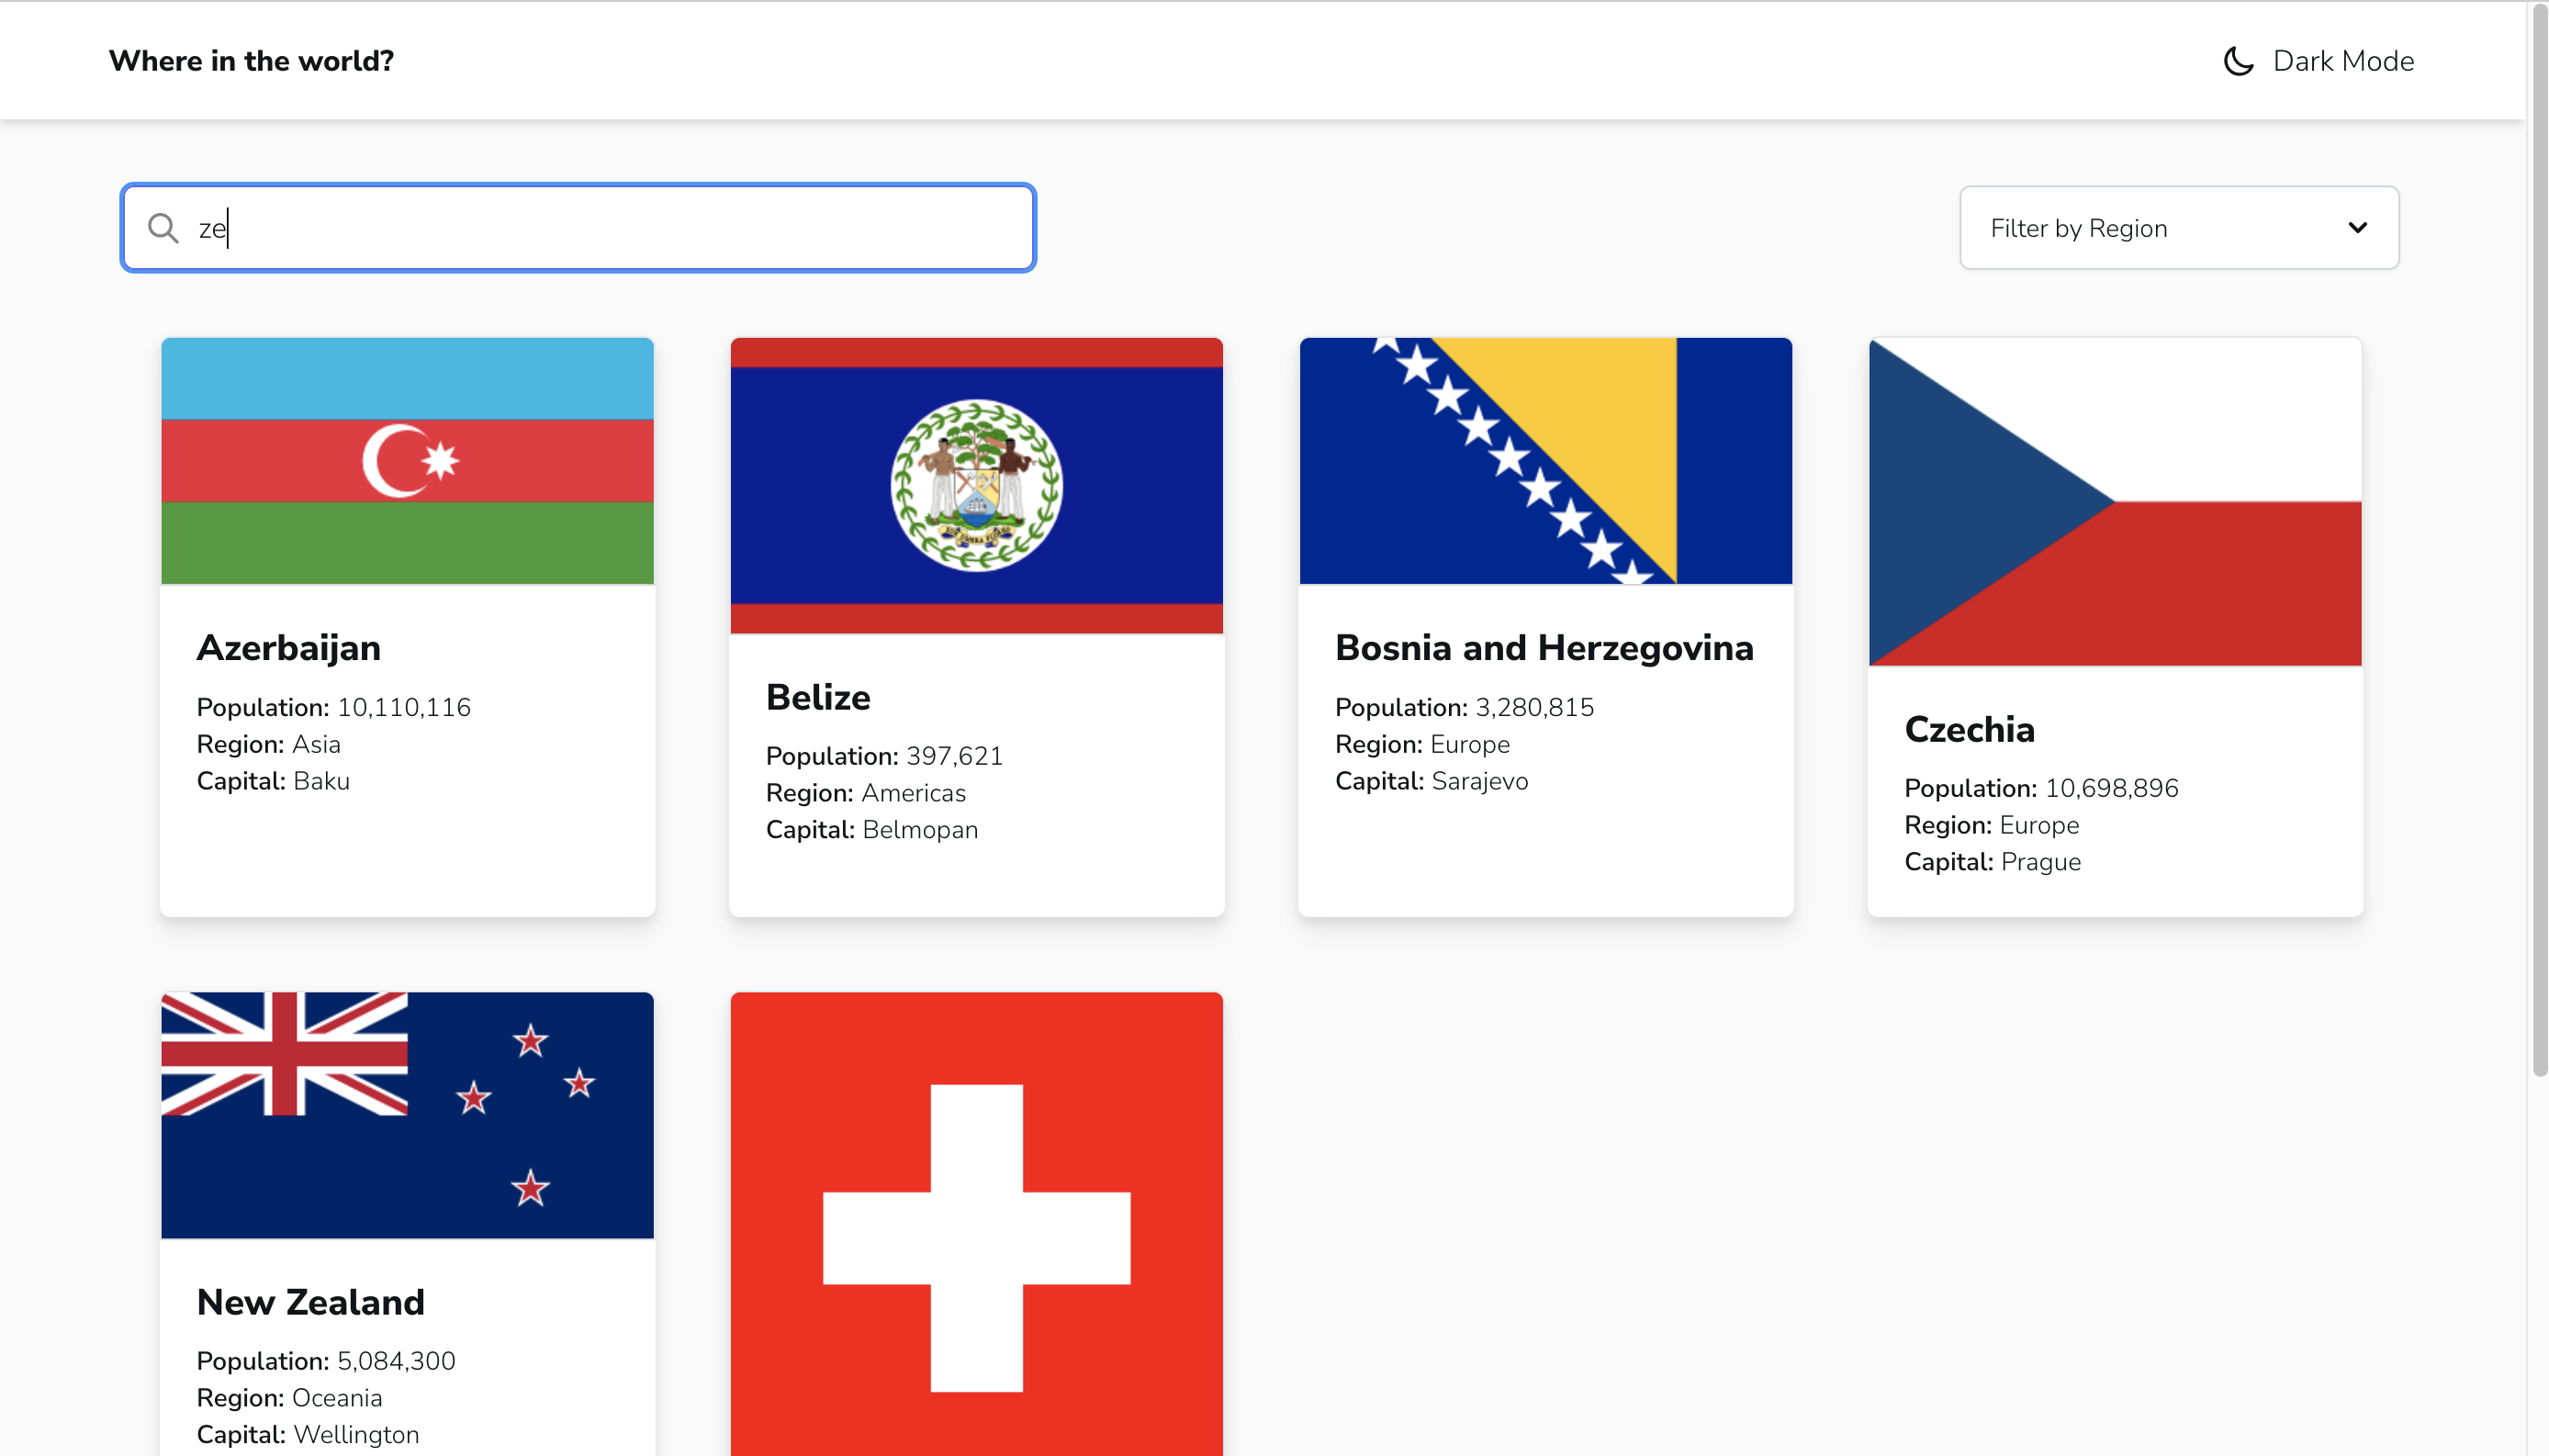 Where in the world?
Dark Mode
ze
Filter by Region
Azerbaijan
Population: 10,110,116
Region: Asia
Capital: Baku
Belize
Population: 397,621
Region: Americas
Capital: Belmopan
Bosnia and Herzegovina
Population: 3,280,815
Region: Europe
Capital: Sarajevo
Czechia
Population: 10,698,896
Region: Europe
Capital: Prague
New Zealand
Population: 5,084,300
Region: Oceania
Capital: Wellington